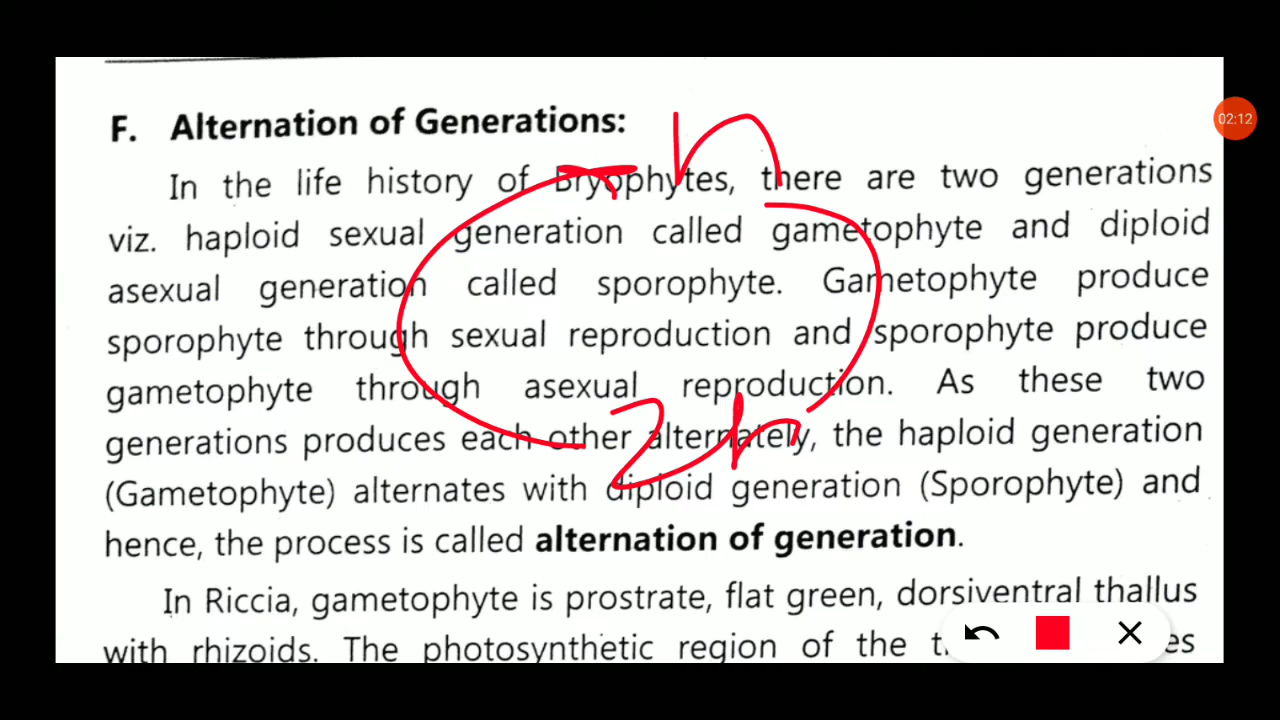 02:12
F. Alternation of Generations:
n
In the life history of Bryophytes, there are two generations
viz. haploid sexual generation called gametophyte and diploid
asexual generation called sporophyte. Gametophyte produce
sporophyte through sexual reproduction and sporophyte produce
gametophyte through asexual reproduction. As these two
2n
generations produces each other alternately, the haploid generation
(Gametophyte) alternates with diploid generation (Sporophyte) and
hence, the process is called alternation of generation.
In Riccia, gametophyte is prostrate, flat green, dorsiventral thallus
with rhizoids. The photosynthetic region of the